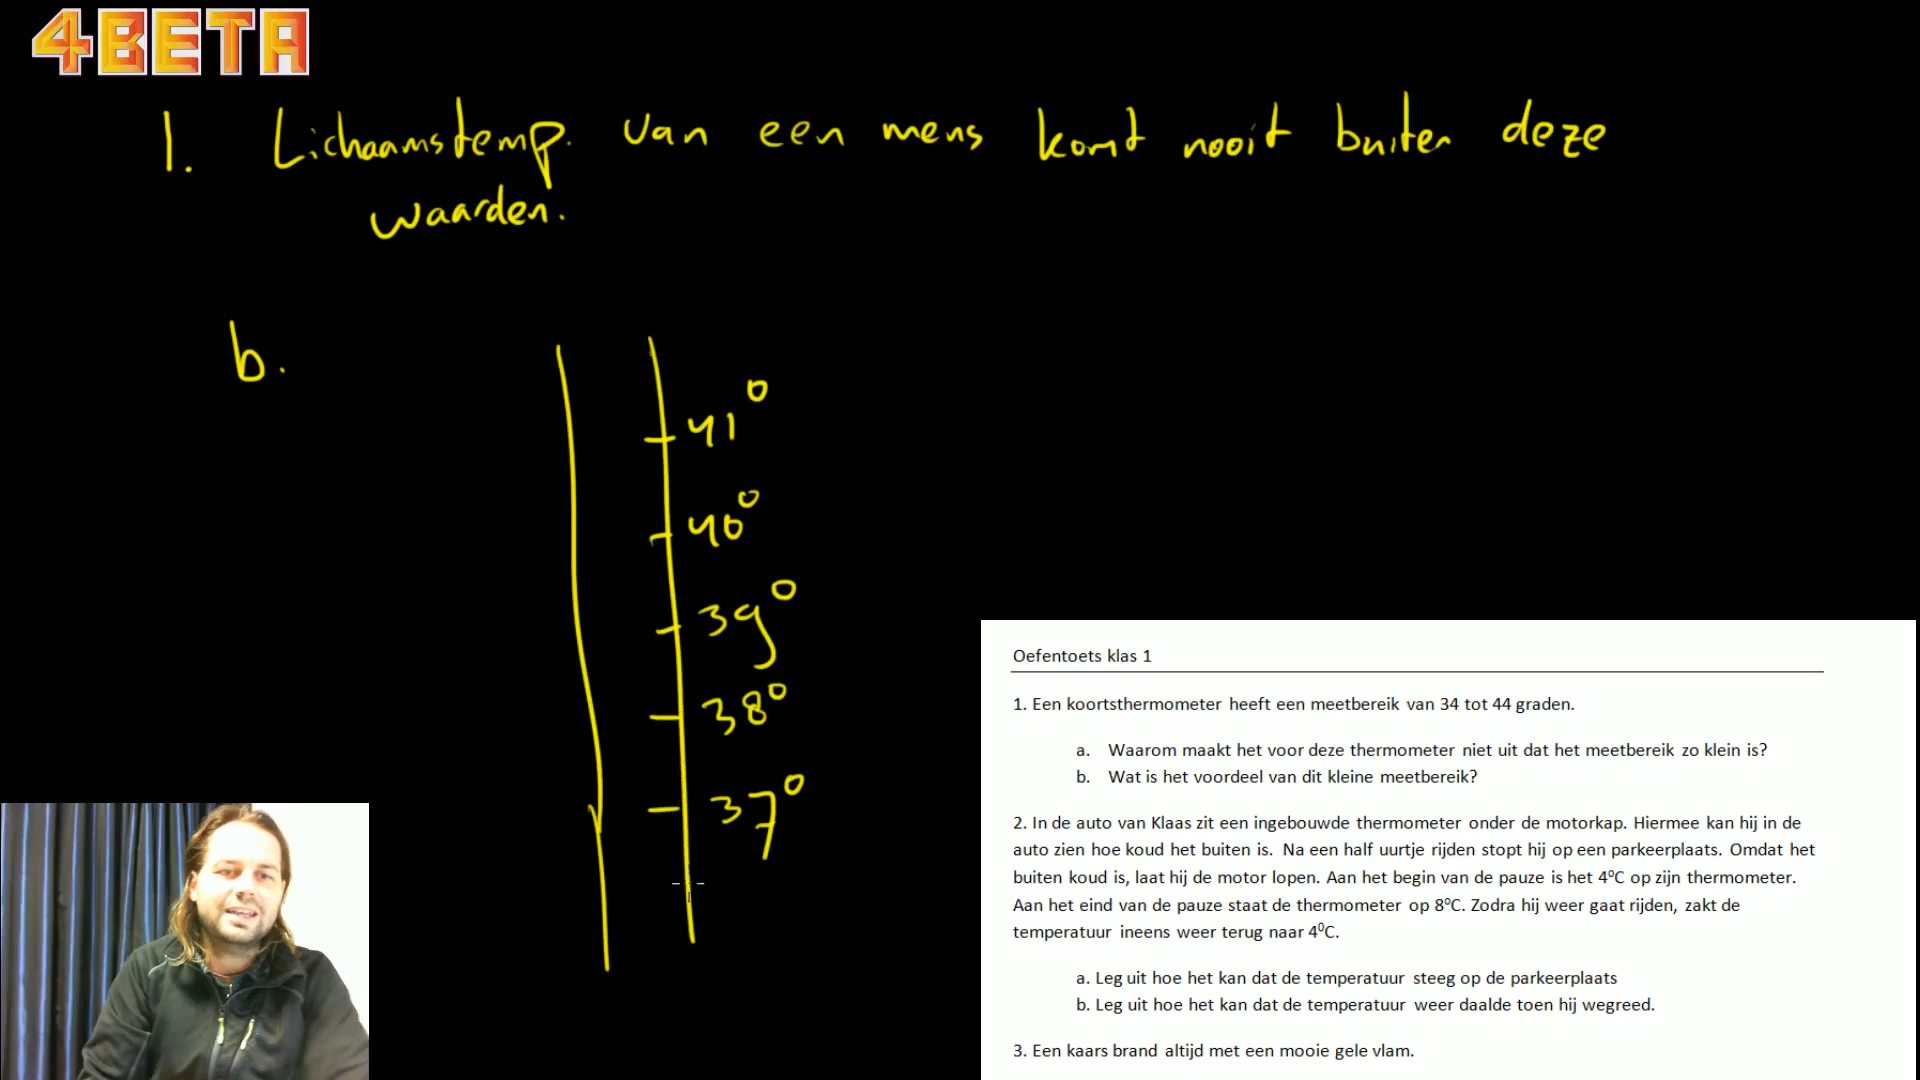 4BETA
1. Lichaamstemp. van een mens komt nooit buiten deze
waarden.
b.
41°
40°
39°
38°
37°
Oefentoets klas 1
1. Een koortsthermometer heeft een meetbereik van 34 tot 44 graden.
a. Waarom maakt het voor deze thermometer niet uit dat het meetbereik zo klein is?
b. Wat is het voordeel van dit kleine meetbereik?
2. In de auto van Klaas zit een ingebouwde thermometer onder de motorkap. Hiermee kan hij in de
auto zien hoe koud het buiten is. Na een half uurtje rijden stopt hij op een parkeerplaats. Omdat het
buiten koud is, laat hij de motor lopen. Aan het begin van de pauze is het 4°C op zijn thermometer.
Aan het eind van de pauze staat de thermometer op 8°C. Zodra hij weer gaat rijden, zakt de
temperatuur ineens weer terug naar 4⁰C.
a. Leg uit hoe het kan dat de temperatuur steeg op de parkeerplaats
b. Leg uit hoe het kan dat de temperatuur weer daalde toen hij wegreed.
3. Een kaars brand altijd met een mooie gele vlam.